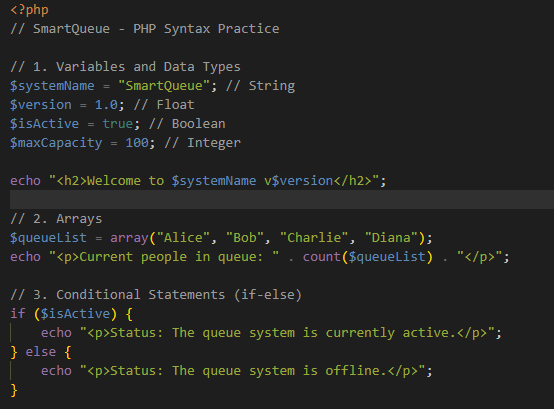 <?php
// SmartQueue - PHP Syntax Practice
// 1. Variables and Data Types
$systemName = "SmartQueue"; // String
$version = 1.0; // Float
$isActive = true; // Boolean
$maxCapacity = 100; // Integer
echo "<h2>Welcome to $systemName v$version</h2>";
// 2. Arrays
$queueList = array("Alice", "Bob", "Charlie", "Diana");
echo "<p>Current people in queue: " . count($queueList) . "</p>";
// 3. Conditional Statements (if-else)
if ($isActive) {
    echo "<p>Status: The queue system is currently active.</p>";
} else {
    echo "<p>Status: The queue system is offline.</p>";
}